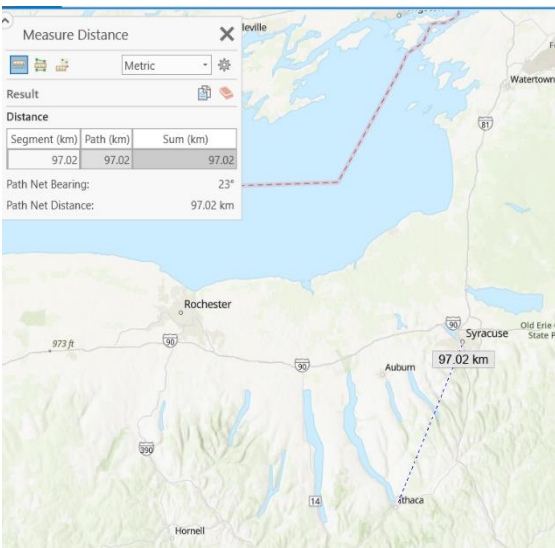 Measure Distance
Metric
Result
Distance
Segment (km) Path (km) Sum (km)
97.02 97.02 97.02
Path Net Bearing: 23°
Path Net Distance: 97.02 km
leville
Watertown
81
Rochester
973 ft
90
90
90
Syracuse
Old Erie
State P
97.02 km
Auburn
390
14
Ithaca
Hornell